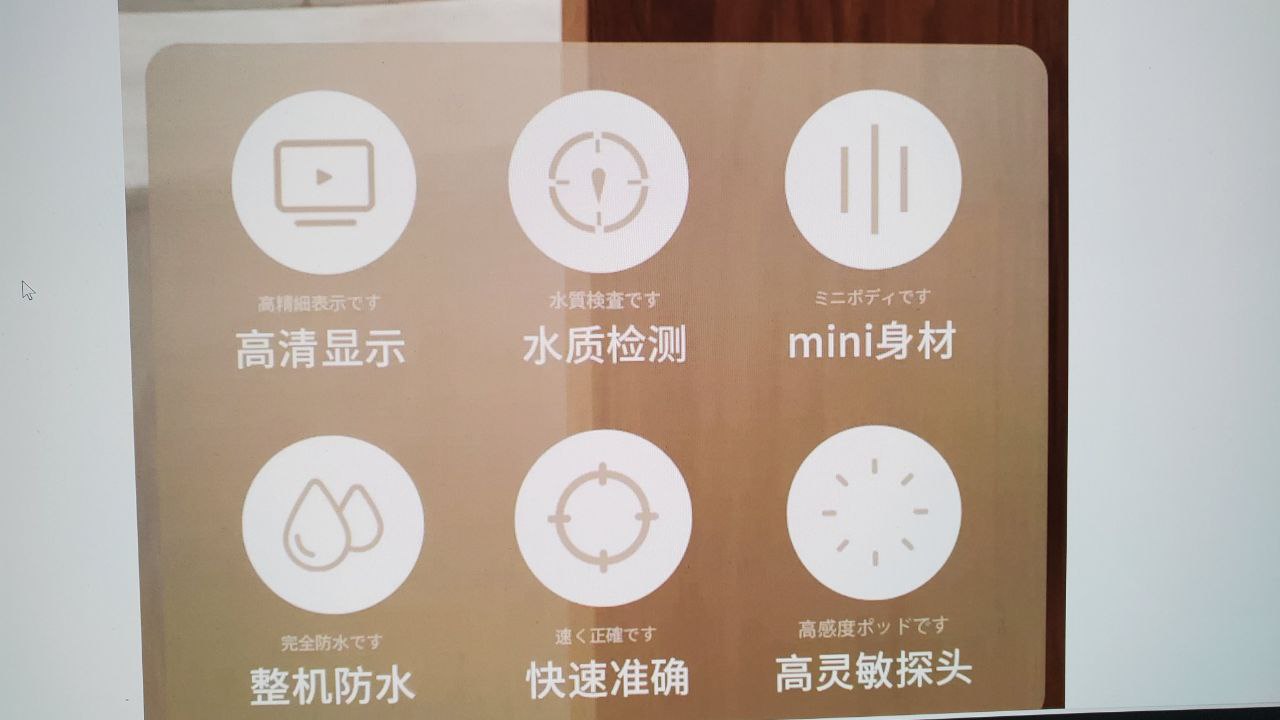 高精細表示です
高清显示
水質検査です
水质检测
ミニボディです
mini身材
完全防水です
整机防水
速く正確です
快速准确
高感度ポッドです
高灵敏探头